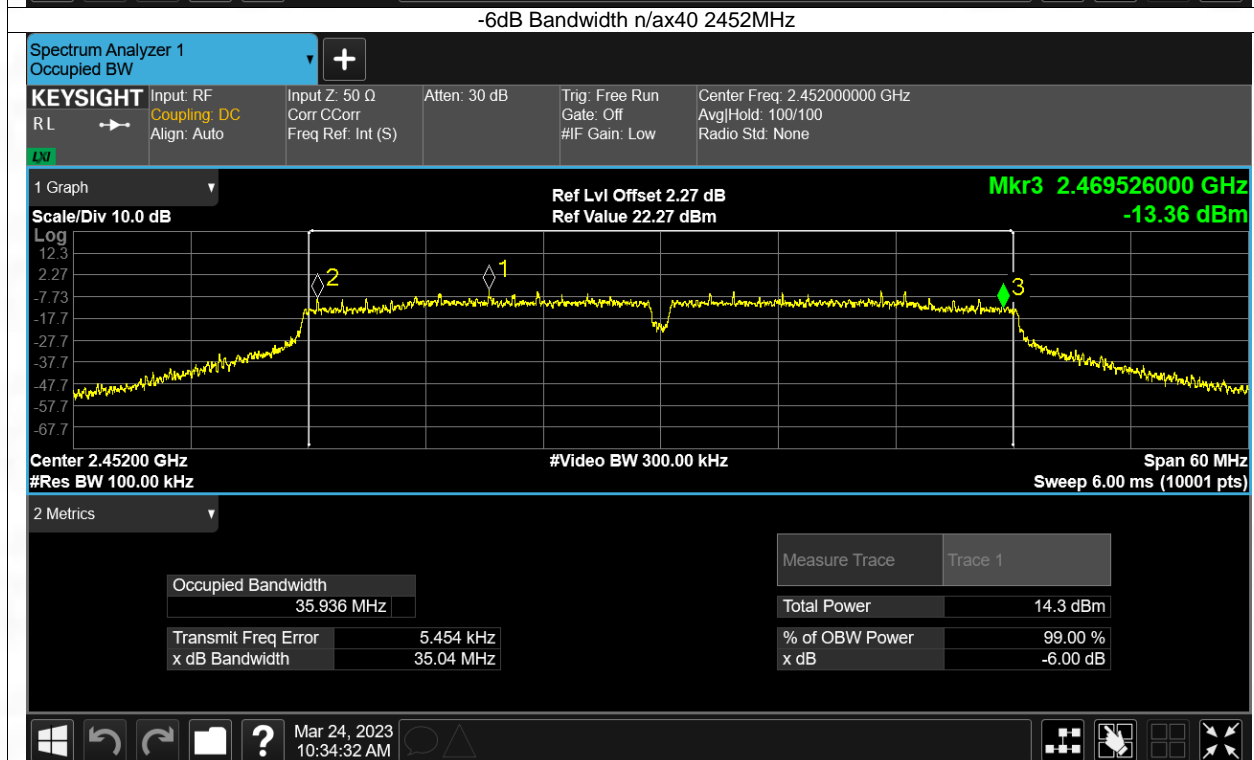 -6dB Bandwidth n/ax40 2452MHz
Spectrum Analyzer 1
Occupied BW
KEYSIGHT
RL
LXI
Input: RF
Coupling: DC
Align: Auto
Input Z: 50 Ω
Corr CCorr
Freq Ref: Int (S)
Atten: 30 dB
Trig: Free Run
Gate: Off
#IF Gain: Low
Center Freq: 2.452000000 GHz
Avg|Hold: 100/100
Radio Std: None
1 Graph
Scale/Div 10.0 dB
Ref Lvl Offset 2.27 dB
Ref Value 22.27 dBm
Mkr3 2.469526000 GHz
-13.36 dBm
Log
12.3
2.27
-7.73
-17.7
-27.7
-37.7
-47.7
-57.7
-67.7
2
1
3
Center 2.45200 GHz
#Video BW 300.00 kHz
Span 60 MHz
#Res BW 100.00 kHz
Sweep 6.00 ms (10001 pts)
2 Metrics
Measure Trace Trace 1
Occupied Bandwidth
35.936 MHz
Total Power 14.3 dBm
Transmit Freq Error 5.454 kHz
% of OBW Power 99.00 %
x dB Bandwidth 35.04 MHz
x dB -6.00 dB
?
Mar 24, 2023
10:34:32 AM